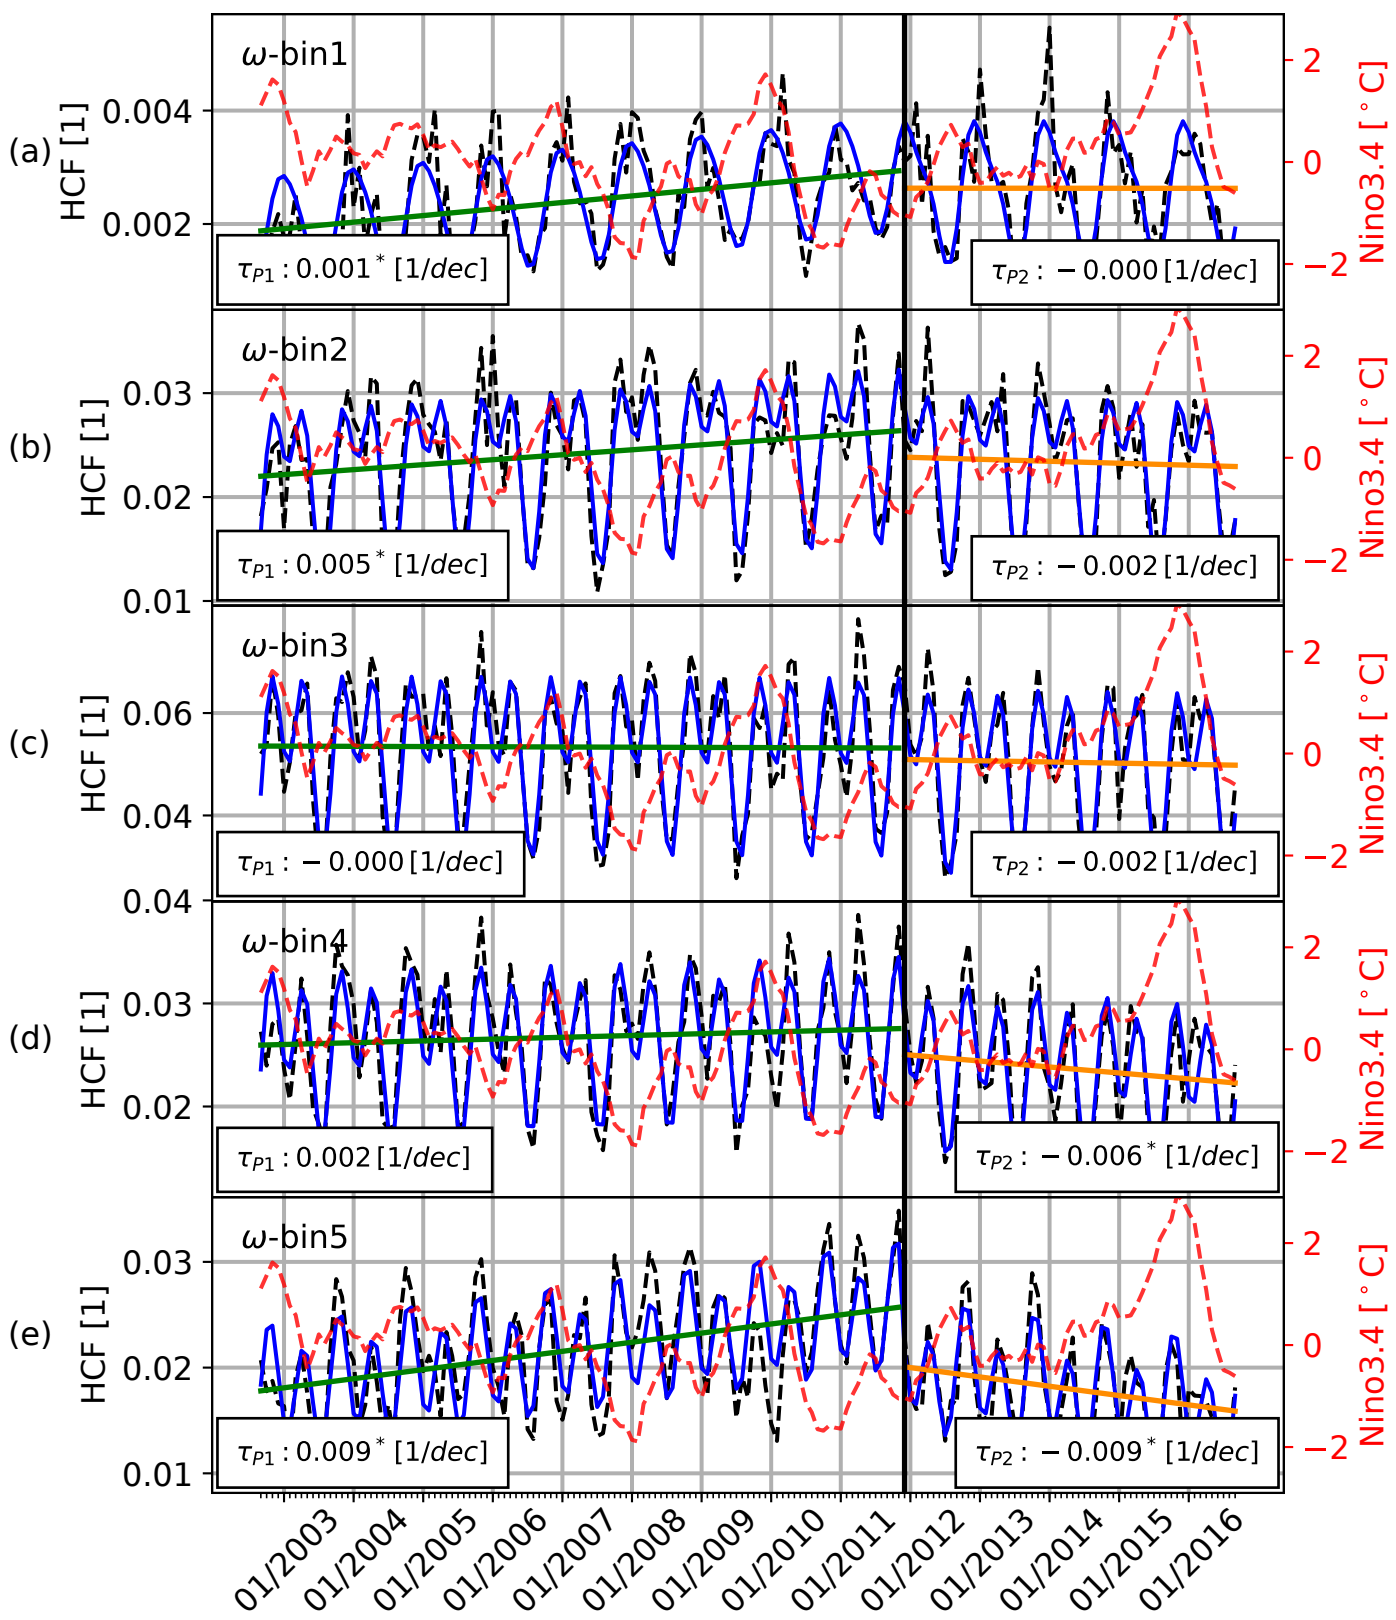 (a)
HCF [1]
0.004
0.002
ω-bin1
τP1 : 0.001* [1/dec]
τP2 : −0.000 [1/dec]
2
0
−2
Nino3.4 [°C]
(b)
HCF [1]
0.03
0.02
0.01
ω-bin2
τP1 : 0.005* [1/dec]
τP2 : −0.002 [1/dec]
2
0
−2
Nino3.4 [°C]
(c)
HCF [1]
0.06
0.04
ω-bin3
τP1 : −0.000 [1/dec]
τP2 : −0.002 [1/dec]
2
0
−2
Nino3.4 [°C]
(d)
HCF [1]
0.04
0.03
0.02
ω-bin4
τP1 : 0.002 [1/dec]
τP2 : −0.006* [1/dec]
2
0
−2
Nino3.4 [°C]
(e)
HCF [1]
0.03
0.02
0.01
ω-bin5
τP1 : 0.009* [1/dec]
τP2 : −0.009* [1/dec]
2
0
−2
Nino3.4 [°C]
01/2003
01/2004
01/2005
01/2006
01/2007
01/2008
01/2009
01/2010
01/2011
01/2012
01/2013
01/2014
01/2015
01/2016